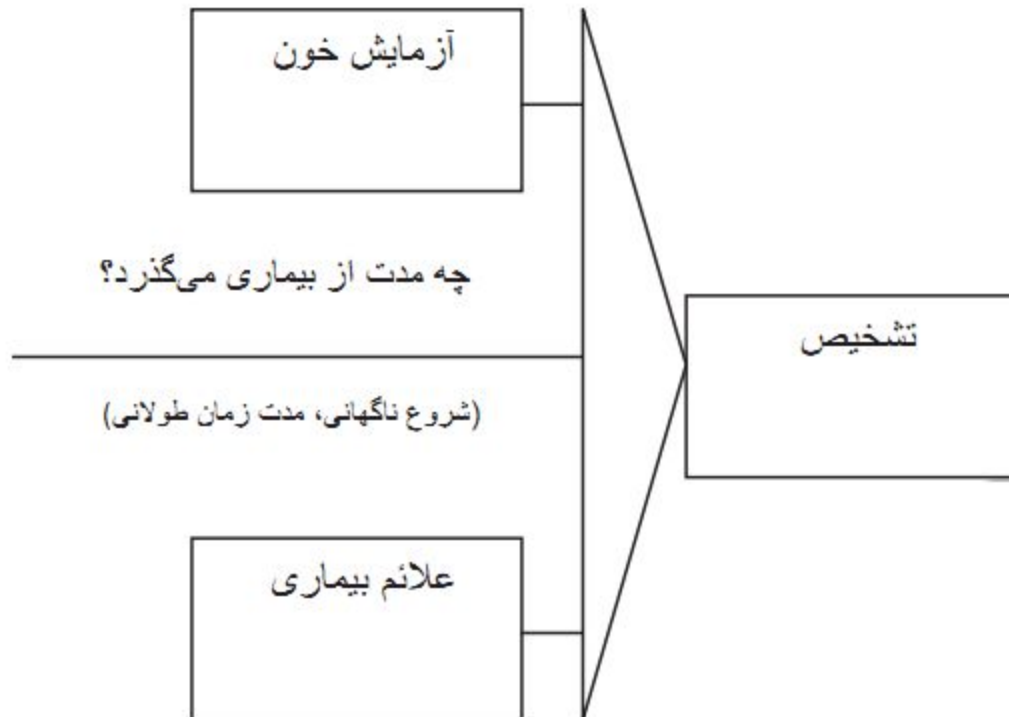 آزمایش خون
چه مدت از بیماری می‌گذرد؟
تشخیص
(شروع ناگهانی، مدت زمان طولانی)
علائم بیماری